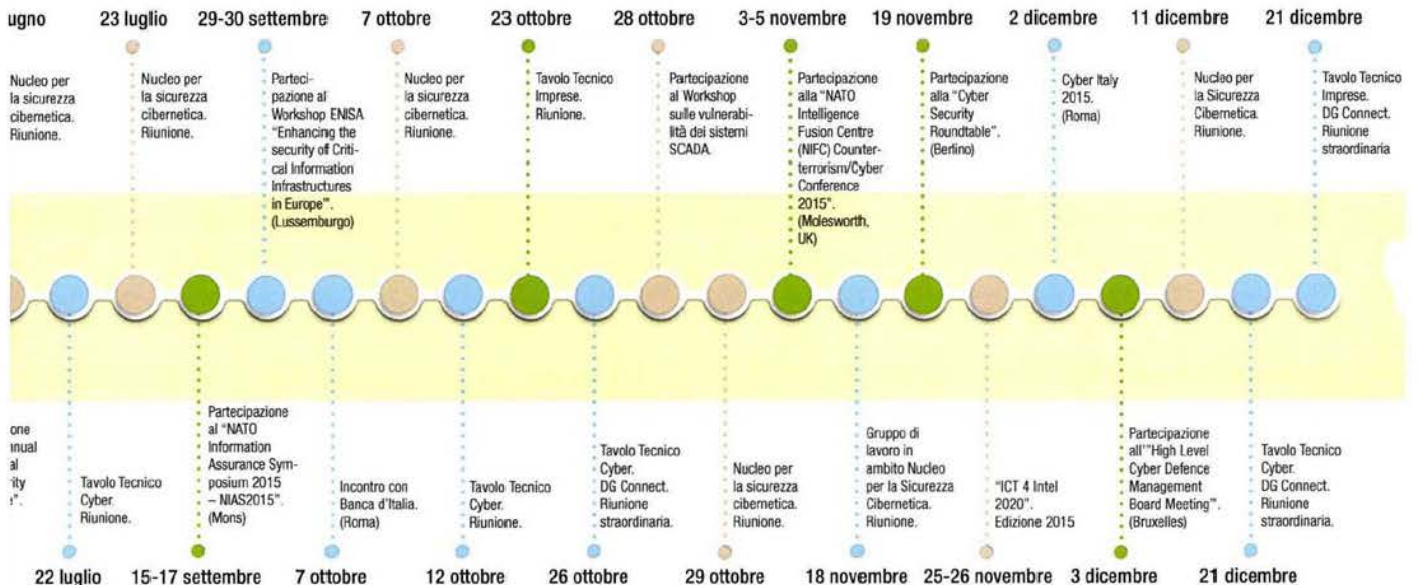 ugno
Nucleo per
la sicurezza
cibernetica.
Riunione.
23 luglio
Nucleo per
la sicurezza
cibernetica.
Riunione.
29-30 settembre
Parteci-
pazione al
Workshop ENISA
“Enhancing the
security of Criti-
cal Information
Infrastructures
in Europe”.
(Lussemburgo)
7 ottobre
Nucleo per
la sicurezza
cibernetica.
Riunione.
23 ottobre
Tavolo Tecnico
Imprese.
Riunione.
28 ottobre
Partecipazione
al Workshop
sulle vulnerabi-
lità dei sistemi
SCADA.
3-5 novembre
Partecipazione
alla “NATO
Intelligence
Fusion Centre
(NIFC) Counter-
terrorism/Cyber
Conference
2015”.
(Molesworth,
UK)
19 novembre
Partecipazione
alla “Cyber
Security
Roundtable”.
(Berlino)
2 dicembre
Cyber Italy
2015.
(Roma)
11 dicembre
Nucleo per
la Sicurezza
Cibernetica.
Riunione.
21 dicembre
Tavolo Tecnico
Imprese.
DG Connect.
Riunione
straordinaria
one
nnual
al
rity
e”.
Tavolo Tecnico
Cyber.
Riunione.
22 luglio
Partecipazione
al “NATO
Information
Assurance Sym-
posium 2015
– NIAS2015”.
(Mons)
15-17 settembre
Incontro con
Banca d’Italia.
(Roma)
7 ottobre
Tavolo Tecnico
Cyber.
Riunione.
12 ottobre
Tavolo Tecnico
Cyber.
DG Connect.
Riunione
straordinaria.
26 ottobre
Nucleo per
la sicurezza
cibernetica.
Riunione.
29 ottobre
Gruppo di
lavoro in
ambito Nucleo
per la Sicurezza
Cibernetica.
Riunione.
18 novembre
“ICT 4 Intel
2020”.
Edizione 2015
25-26 novembre
Partecipazione
all’“High Level
Cyber Defence
Management
Board Meeting”.
(Bruxelles)
3 dicembre
Tavolo Tecnico
Cyber.
DG Connect.
Riunione
straordinaria.
21 dicembre